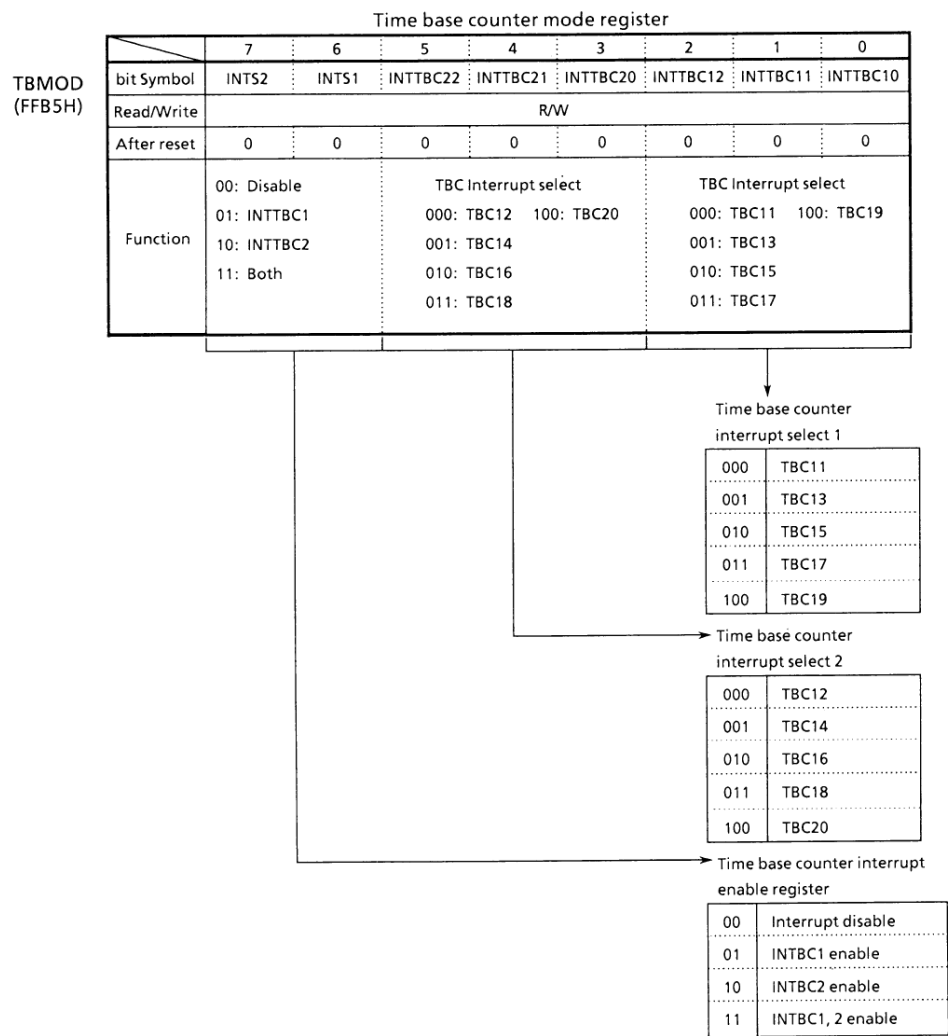 Time base counter mode register
TBMOD
(FFB5H)
7 6 5 4 3 2 1 0
bit Symbol INTS2 INTS1 INTTBC22 INTTBC21 INTTBC20 INTTBC12 INTTBC11 INTTBC10
Read/Write R/W
After reset 0 0 0 0 0 0 0 0
Function
00: Disable TBC Interrupt select TBC Interrupt select
01: INTTBC1 000: TBC12 100: TBC20 000: TBC11 100: TBC19
10: INTTBC2 001: TBC14 001: TBC13
11: Both 010: TBC16 010: TBC15
011: TBC18 011: TBC17
Time base counter
interrupt select 1
000 TBC11
001 TBC13
010 TBC15
011 TBC17
100 TBC19
Time base counter
interrupt select 2
000 TBC12
001 TBC14
010 TBC16
011 TBC18
100 TBC20
Time base counter interrupt
enable register
00 Interrupt disable
01 INTBC1 enable
10 INTBC2 enable
11 INTBC1, 2 enable